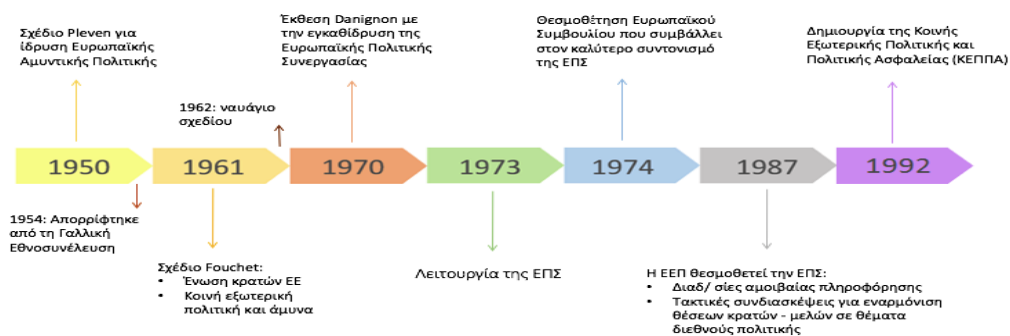 Σχέδιο Pleven για
ίδρυση Ευρωπαϊκής
Αμυντικής Πολιτικής
1962: ναυάγιο
σχεδίου
Έκθεση Danignon με
την εγκαθίδρυση της
Ευρωπαϊκής Πολιτικής
Συνεργασίας
Θεσμοθέτηση Ευρωπαϊκού
Συμβουλίου που συμβάλλει
στον καλύτερο συντονισμό
της ΕΠΣ
Δημιουργία της Κοινής
Εξωτερικής Πολιτικής και
Πολιτικής Ασφαλείας (ΚΕΠΠΑ)
1950
1961
1970
1973
1974
1987
1992
1954: Απορρίφτηκε
από τη Γαλλική
Εθνοσυνέλευση
Σχέδιο Fouchet:
• Ένωση κρατών ΕΕ
• Κοινή εξωτερική
πολιτική και άμυνα
Λειτουργία της ΕΠΣ
Η ΕΕΠ θεσμοθετεί την ΕΠΣ:
• Διαδ/ σίες αμοιβαίας πληροφόρησης
• Τακτικές συνδιασκέψεις για εναρμόνιση
θέσεων κρατών - μελών σε θέματα
διεθνούς πολιτικής